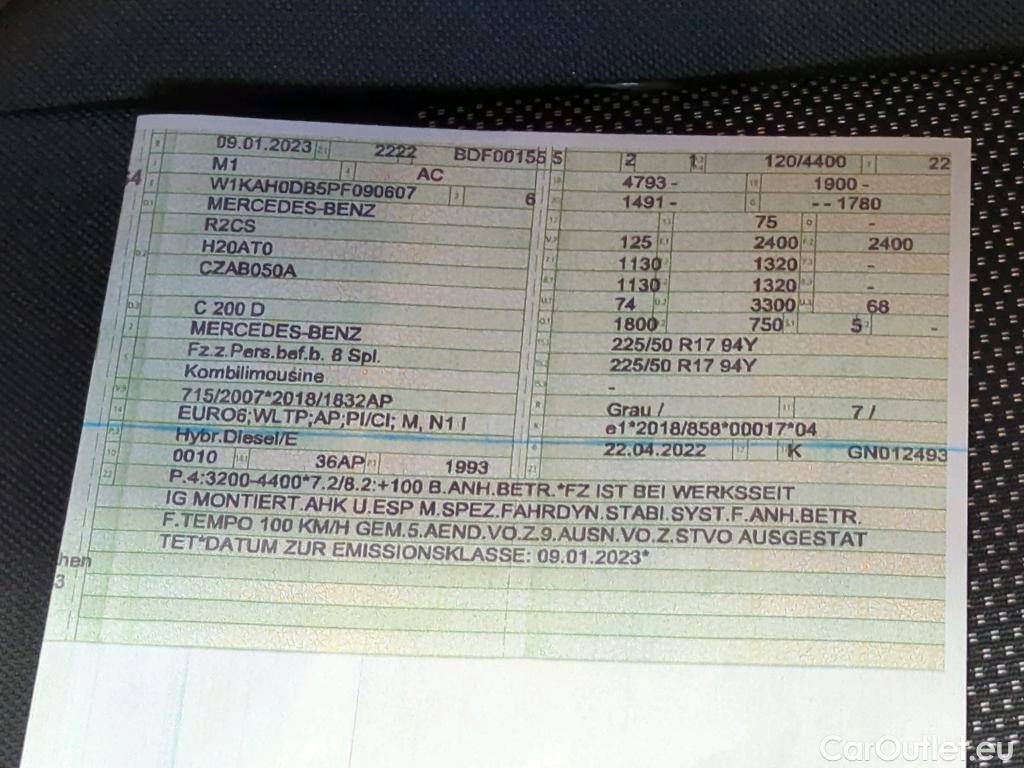 09.01.2023 2222 BDF00155 5
M1 AC
W1KAH0DB5PF090607 6
MERCEDES-BENZ
R2CS
H20AT0
CZAB050A
C 200 D
MERCEDES-BENZ
Fz.z.Pers.bef.b. 8 Spl.
Kombilimousine
715/2007*2018/1832AP
EURO6;WLTP;AP;PI/CI; M, N1 I
Hybr.Diesel/E
0010 36AP 1993
2 1 120/4400 22
4793 - 1900 -
1491 - - - 1780
75 -
125 2400 2400
1130 1320 -
1130 1320 -
74 3300 68
1800 750 5 -
225/50 R17 94Y
225/50 R17 94Y
-
Grau / 7 /
e1*2018/858*00017*04
22.04.2022 K GN012493
P.4:3200-4400*7.2/8.2:+100 B.ANH.BETR.*FZ IST BEI WERKSSEIT
IG MONTIERT.AHK U.ESP M.SPEZ.FAHRDYN.STABI.SYST.F.ANH.BETR.
F.TEMPO 100 KM/H GEM.5.AEND.VO.Z.9.AUSN.VO.Z.STVO AUSGESTAT
TET*DATUM ZUR EMISSIONSKLASSE: 09.01.2023*
hen
3
CarOutlet.eu